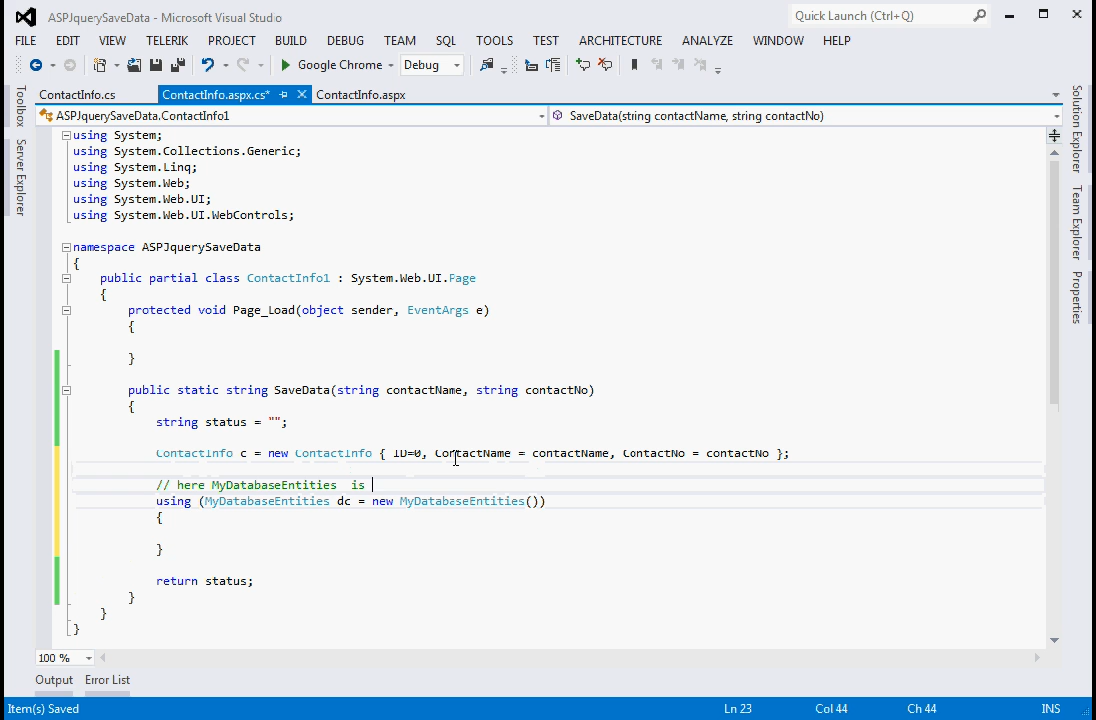 ASPJquerySaveData - Microsoft Visual Studio
Quick Launch (Ctrl+Q)
FILE EDIT VIEW TELERIK PROJECT BUILD DEBUG TEAM SQL TOOLS TEST ARCHITECTURE ANALYZE WINDOW HELP
Google Chrome Debug
ContactInfo.cs ContactInfo.aspx.cs* ContactInfo.aspx
ASPJquerySaveData.ContactInfo1 SaveData(string contactName, string contactNo)
Toolbox
Server Explorer
Solution Explorer
Team Explorer
Properties
using System;
using System.Collections.Generic;
using System.Linq;
using System.Web;
using System.Web.UI;
using System.Web.UI.WebControls;
namespace ASPJquerySaveData
{
public partial class ContactInfo1 : System.Web.UI.Page
{
protected void Page_Load(object sender, EventArgs e)
{
}
public static string SaveData(string contactName, string contactNo)
{
string status = "";
ContactInfo c = new ContactInfo { ID=0, ContactName = contactName, ContactNo = contactNo };
// here MyDatabaseEntities  is
using (MyDatabaseEntities dc = new MyDatabaseEntities())
{
}
return status;
}
}
}
100 %
Output Error List
Item(s) Saved Ln 23 Col 44 Ch 44 INS